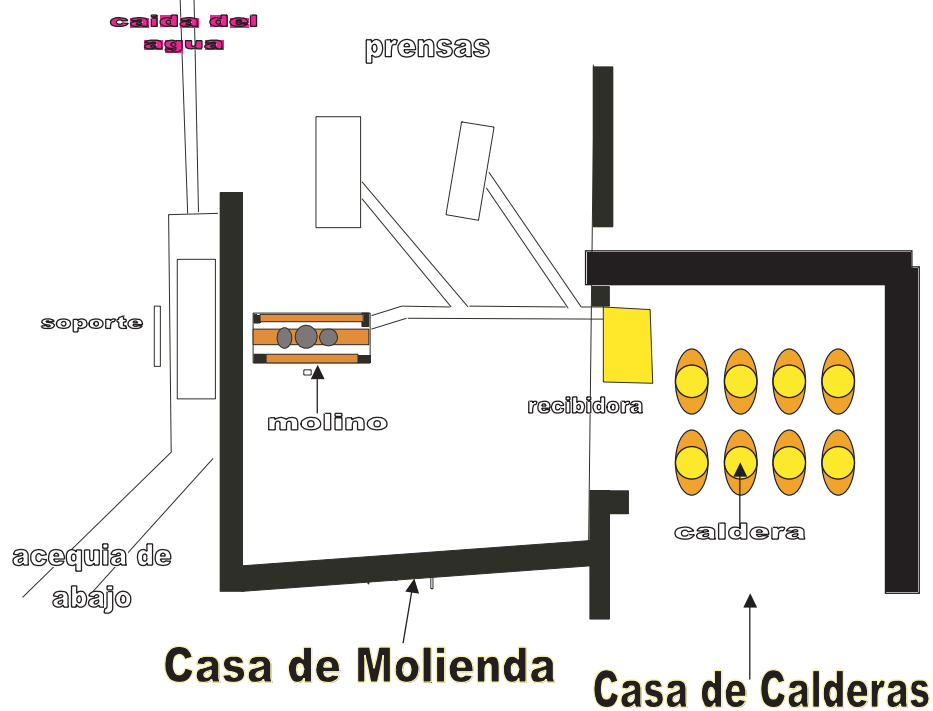 caida del
agua
prensas
soporte
molino
recibidora
caldera
acequia de
abajo
Casa de Molienda
Casa de Calderas